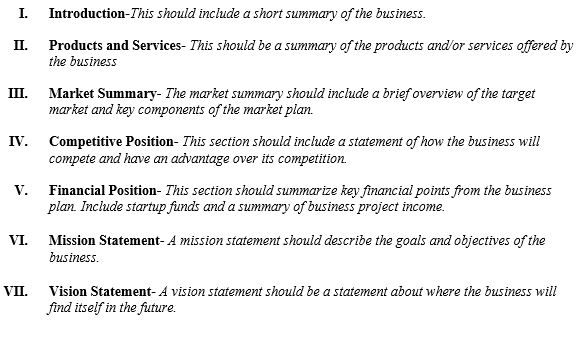 I. Introduction-This should include a short summary of the business.
II. Products and Services- This should be a summary of the products and/or services offered by
the business
III. Market Summary- The market summary should include a brief overview of the target
market and key components of the market plan.
IV. Competitive Position- This section should include a statement of how the business will
compete and have an advantage over its competition.
V. Financial Position- This section should summarize key financial points from the business
plan. Include startup funds and a summary of business project income.
VI. Mission Statement- A mission statement should describe the goals and objectives of the
business.
VII. Vision Statement- A vision statement should be a statement about where the business will
find itself in the future.